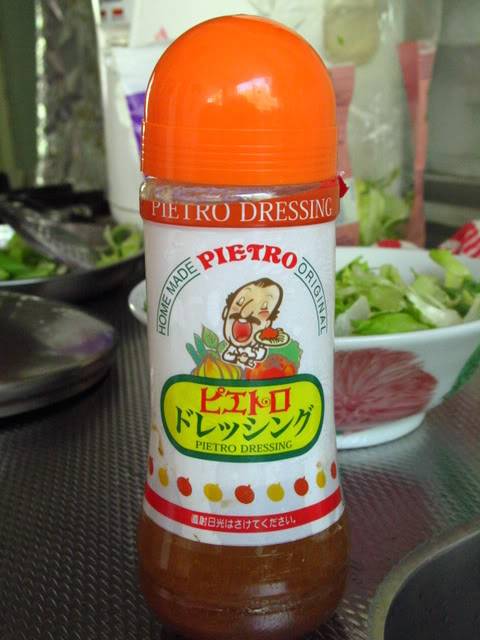 PIETRO DRESSING
HOME MADE PIETRO ORIGINAL
ピエトロ
ドレッシング
PIETRO DRESSING
直射日光はさけてください。